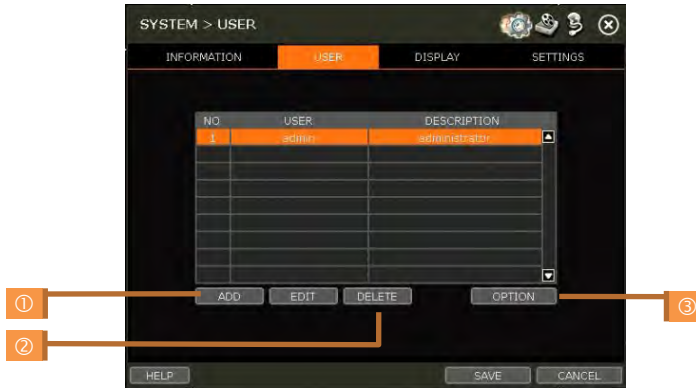 SYSTEM > USER
INFORMATION USER DISPLAY SETTINGS
NO. USER DESCRIPTION
1 admin administrator
① ADD EDIT DELETE OPTION ③
②
HELP SAVE CANCEL